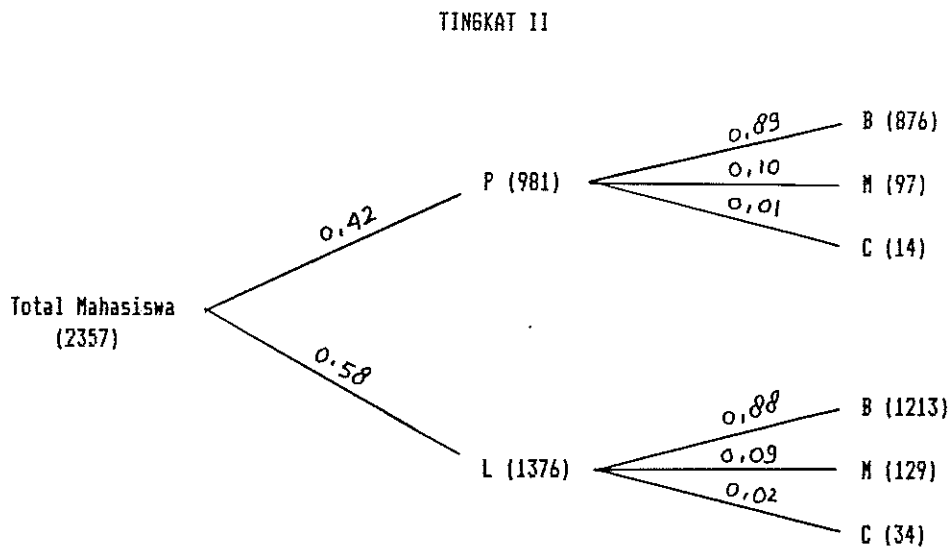 TINGKAT II
0,89
B (876)
P (981)
0,10
M (97)
0,01
C (14)
0,42
Total Mahasiswa
(2357)
0,58
0,88
B (1213)
L (1376)
0,09
M (129)
0,02
C (34)